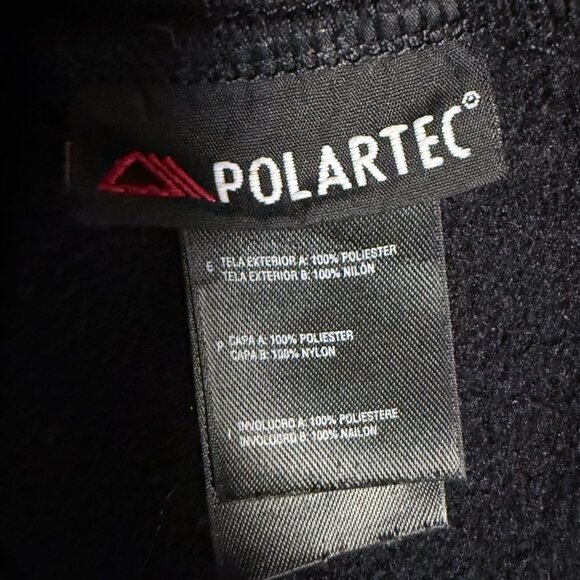 POLARTEC®
E TELA EXTERIOR A: 100% POLIESTER
TELA EXTERIOR B: 100% NILÓN
P CAPA A: 100% POLIESTER
CAPA B: 100% NYLON
I INVOLUCRO A: 100% POLIESTERE
INVOLUCRO B: 100% NAILON